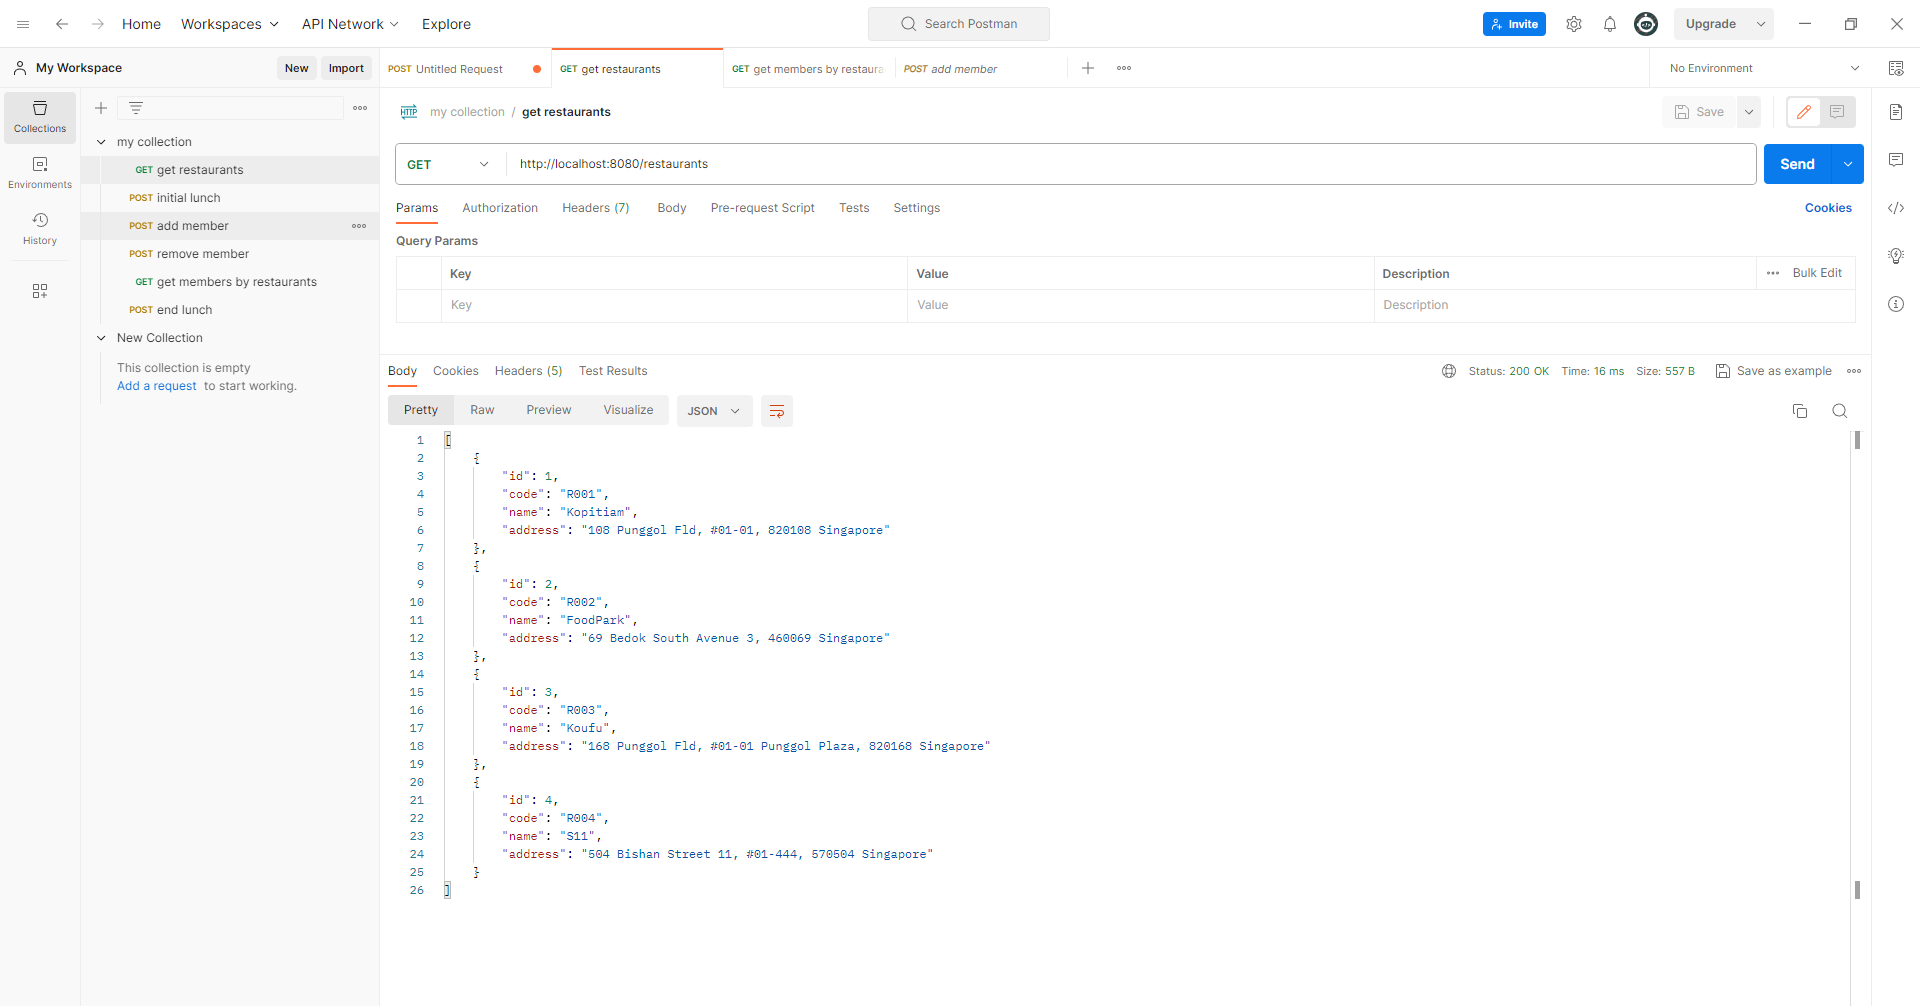 Home Workspaces API Network Explore Search Postman Invite Upgrade
My Workspace New Import POST Untitled Request GET get restaurants GET get members by restaura POST add member No Environment
Collections
Environments
History
my collection
GET get restaurants
POST initial lunch
POST add member
POST remove member
GET get members by restaurants
POST end lunch
New Collection
This collection is empty
Add a request to start working.
HTTP my collection / get restaurants Save
GET http://localhost:8080/restaurants Send
Params Authorization Headers (7) Body Pre-request Script Tests Settings Cookies
Query Params
Key Value Description Bulk Edit
Key Value Description
Body Cookies Headers (5) Test Results Status: 200 OK Time: 16 ms Size: 557 B Save as example
Pretty Raw Preview Visualize JSON
1 [
2 {
3 "id": 1,
4 "code": "R001",
5 "name": "Kopitiam",
6 "address": "108 Punggol Fld, #01-01, 820108 Singapore"
7 },
8 {
9 "id": 2,
10 "code": "R002",
11 "name": "FoodPark",
12 "address": "69 Bedok South Avenue 3, 460069 Singapore"
13 },
14 {
15 "id": 3,
16 "code": "R003",
17 "name": "Koufu",
18 "address": "168 Punggol Fld, #01-01 Punggol Plaza, 820168 Singapore"
19 },
20 {
21 "id": 4,
22 "code": "R004",
23 "name": "S11",
24 "address": "504 Bishan Street 11, #01-444, 570504 Singapore"
25 }
26 ]